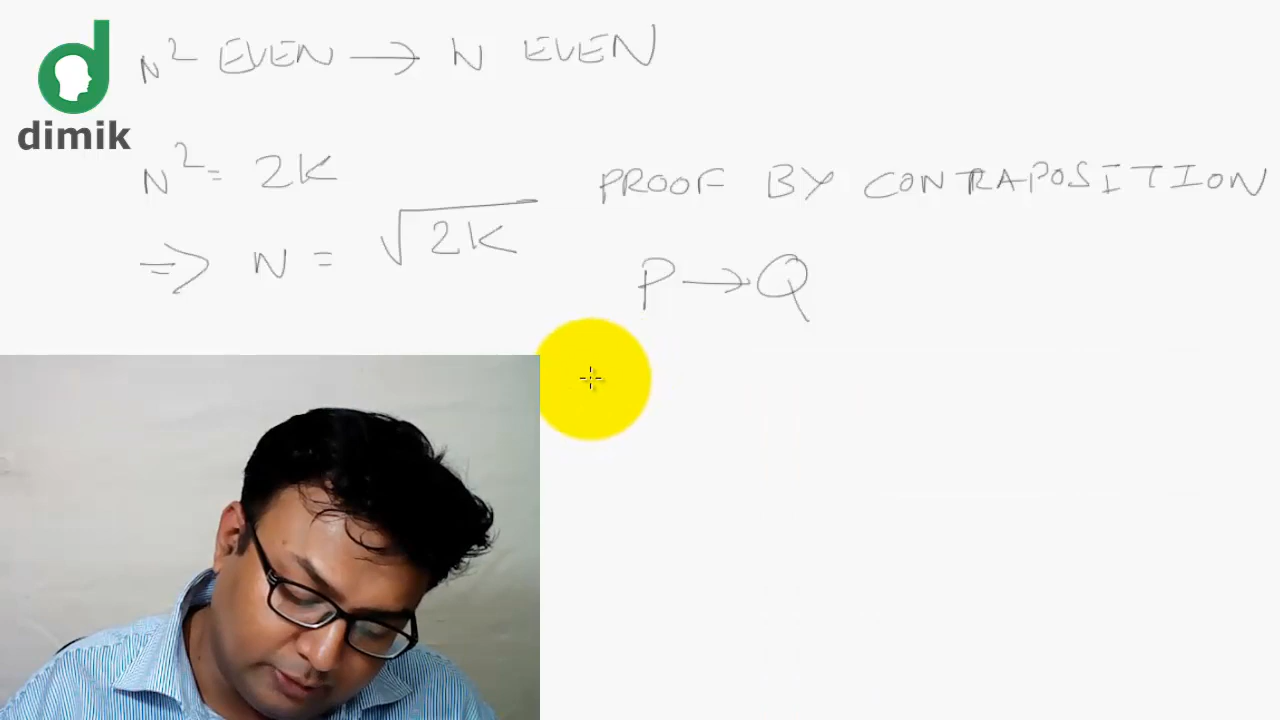 dimik
N² EVEN → N EVEN
N² = 2K
⇒ N = √2K
PROOF BY CONTRAPOSITION
P → Q